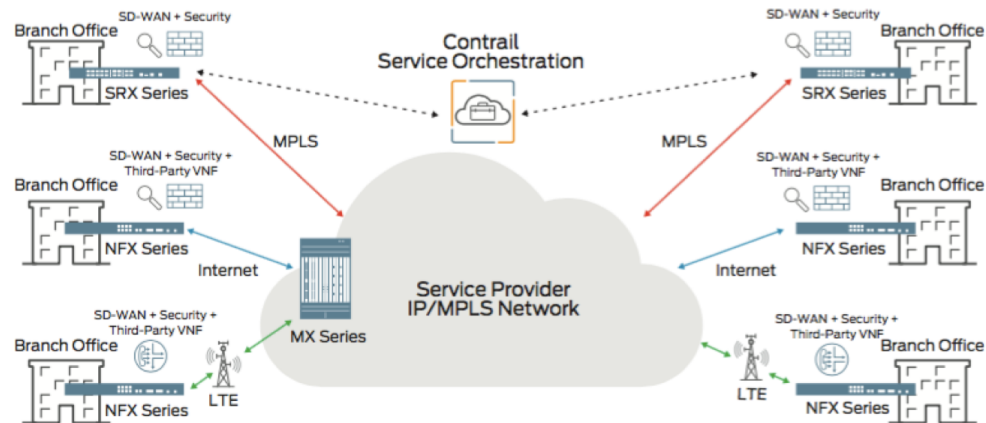 SD-WAN + Security
Branch Office
SRX Series
Contrail
Service Orchestration
SD-WAN + Security
Branch Office
SRX Series
MPLS
MPLS
SD-WAN + Security +
Third-Party VNF
Branch Office
NFX Series
Internet
SD-WAN + Security +
Third-Party VNF
Branch Office
NFX Series
Internet
Service Provider
IP/MPLS Network
MX Series
SD-WAN + Security +
Third-Party VNF
Branch Office
NFX Series
LTE
SD-WAN + Security +
Third-Party VNF
Branch Office
NFX Series
LTE